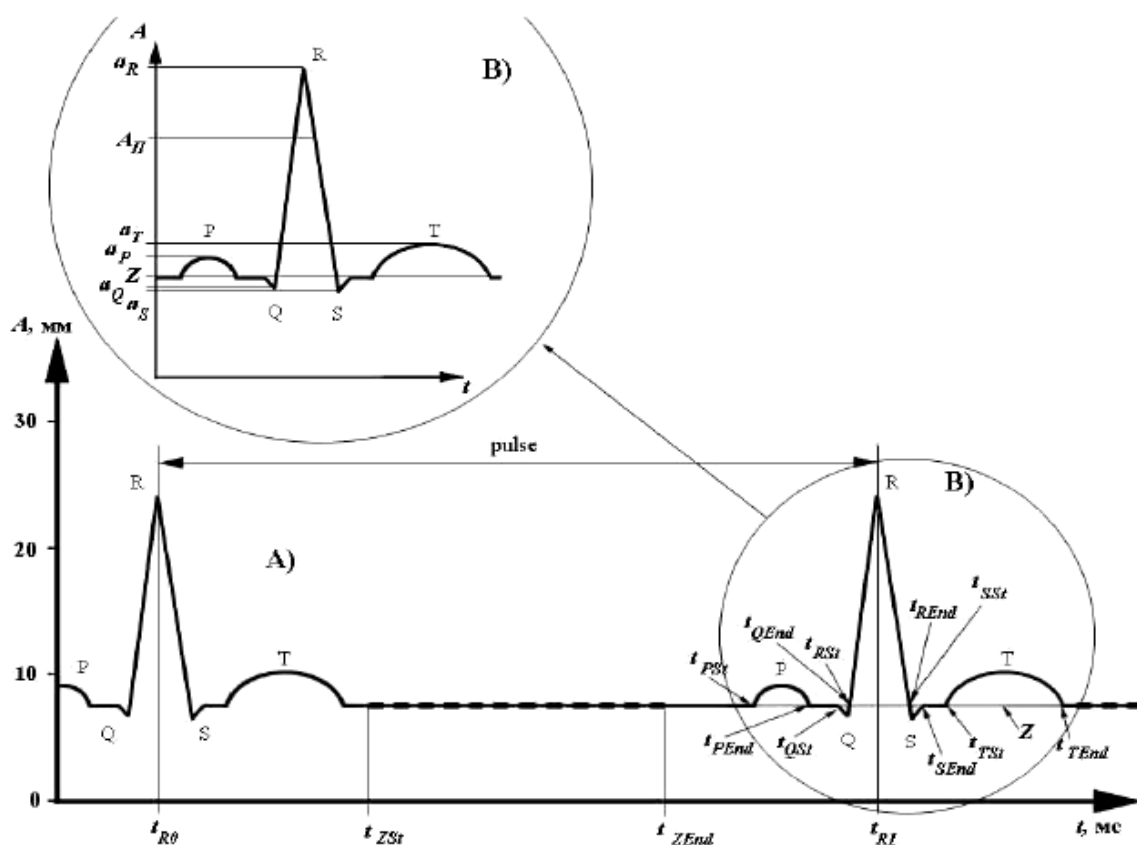 A
a_R
R
B)
A_П
a_T
P
T
a_P
Z
a_Q
a_S
Q
S
A, мм
t
30
pulse
R
R
B)
20
A)
t_SSt
t_REnd
t_QEnd
t_RSt
P
T
t_PSt
P
T
10
Q
S
t_PEnd
t_QSt
Q
S
t_SEnd
t_TSt
Z
t_TEnd
0
t_R0
t_ZSt
t_ZEnd
t_R1
t, мс